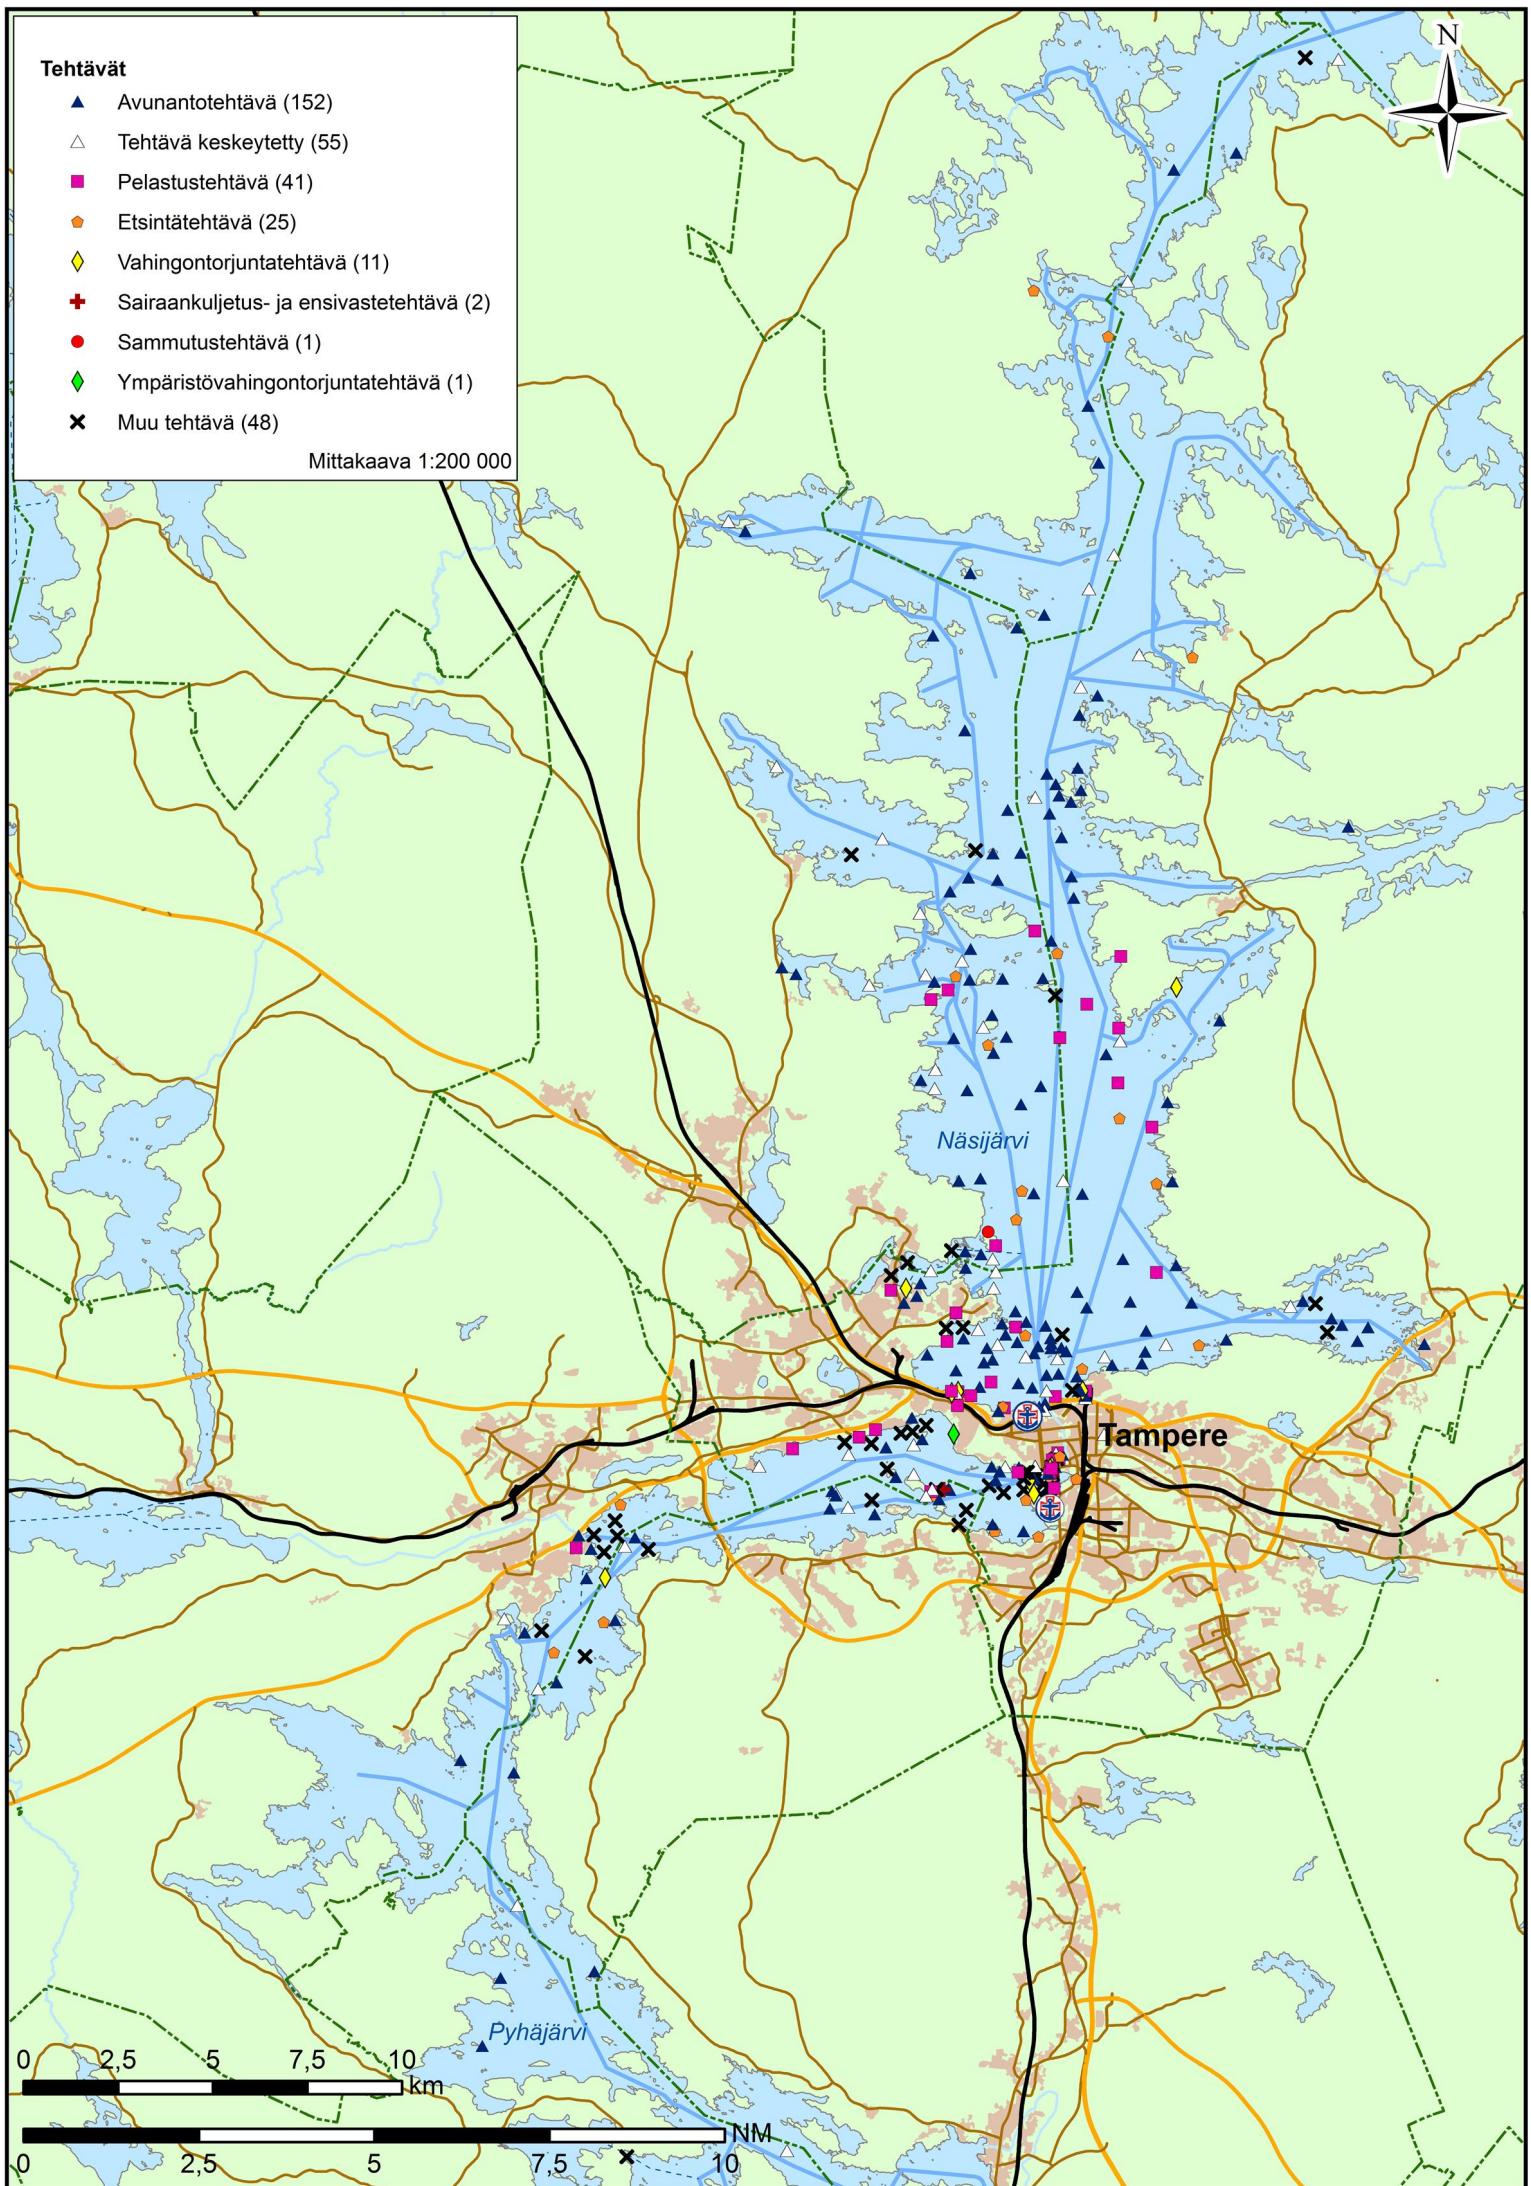 N
Tehtävät
Avunantotehtävä (152)
Tehtävä keskeytetty (55)
Pelastustehtävä (41)
Etsintätehtävä (25)
Vahingontorjuntatehtävä (11)
Sairaankuljetus- ja ensivastetehtävä (2)
Sammutustehtävä (1)
Ympäristövahingontorjuntatehtävä (1)
Muu tehtävä (48)
Mittakaava 1:200 000
Näsijärvi
Tampere
Pyhäjärvi
0 2,5 5 7,5 10
km
NM
0 2,5 5 7,5 10